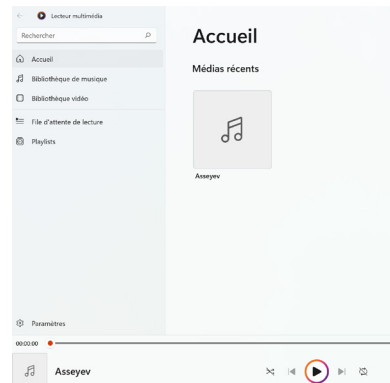 Lecteur multimédia
Rechercher
Accueil
Bibliothèque de musique
Bibliothèque vidéo
File d'attente de lecture
Playlists
Paramètres
Accueil
Médias récents
Asseyev
00:00:00
Asseyev